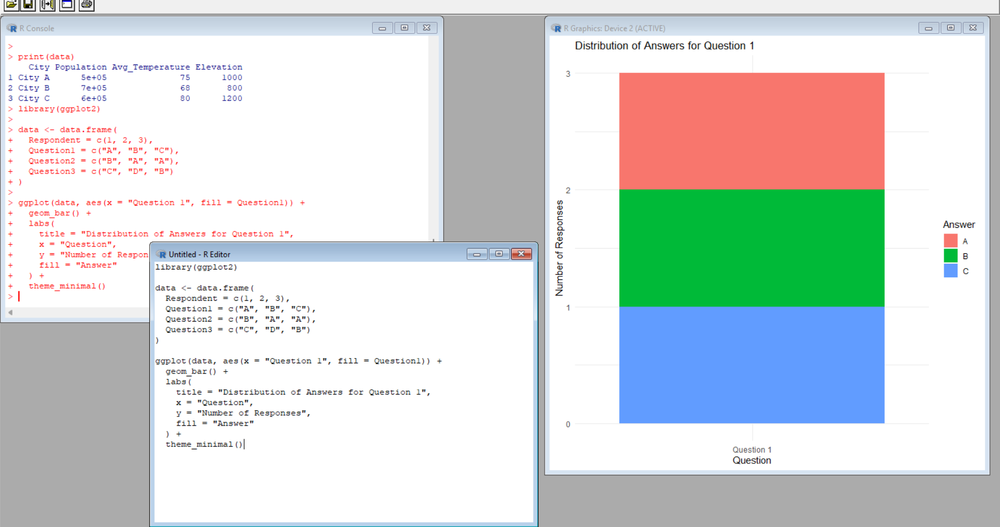 R Console
>
> print(data)
    City Population Avg_Temperature Elevation
1 City A      5e+05              75      1000
2 City B      7e+05              68       800
3 City C      6e+05              80      1200
> library(ggplot2)
>
> data <- data.frame(
+   Respondent = c(1, 2, 3),
+   Question1 = c("A", "B", "C"),
+   Question2 = c("B", "A", "A"),
+   Question3 = c("C", "D", "B")
+ )
>
> ggplot(data, aes(x = "Question 1", fill = Question1)) +
+   geom_bar() +
+   labs(
+     title = "Distribution of Answers for Question 1",
+     x = "Question",
+     y = "Number of Respon
+     fill = "Answer"
+   ) +
+   theme_minimal()
>
Untitled - R Editor
library(ggplot2)

data <- data.frame(
  Respondent = c(1, 2, 3),
  Question1 = c("A", "B", "C"),
  Question2 = c("B", "A", "A"),
  Question3 = c("C", "D", "B")
)

ggplot(data, aes(x = "Question 1", fill = Question1)) +
  geom_bar() +
  labs(
    title = "Distribution of Answers for Question 1",
    x = "Question",
    y = "Number of Responses",
    fill = "Answer"
  ) +
  theme_minimal()
R Graphics: Device 2 (ACTIVE)
Distribution of Answers for Question 1
3
2
1
0
Number of Responses
Question 1
Question
Answer
A
B
C